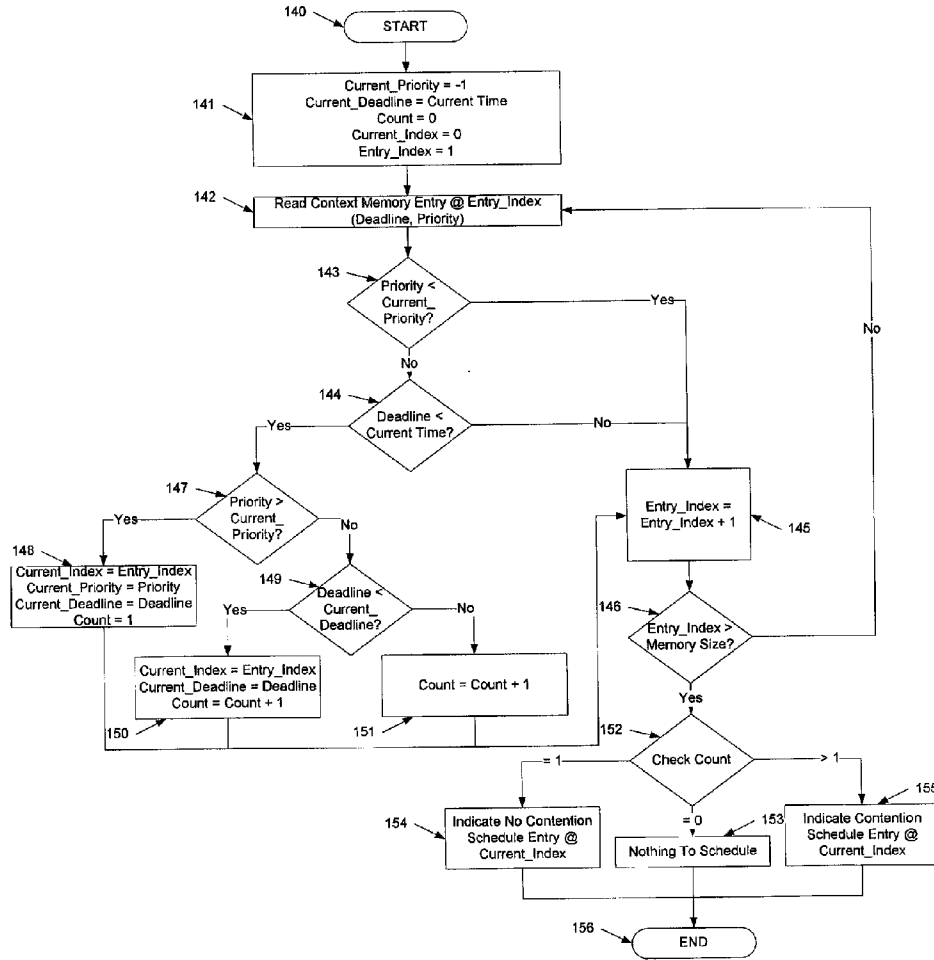 140
START
141
Current_Priority = -1
Current_Deadline = Current Time
Count = 0
Current_Index = 0
Entry_Index = 1
142
Read Context Memory Entry @ Entry_Index
(Deadline, Priority)
143
Priority <
Current_
Priority?
Yes
No
No
144
Deadline <
Current Time?
Yes
No
147
Priority >
Current_
Priority?
Yes
No
Entry_Index =
Entry_Index + 1
145
148
Current_Index = Entry_Index
Current_Priority = Priority
Current_Deadline = Deadline
Count = 1
149
Deadline <
Current_
Deadline?
Yes
No
146
Entry_Index >
Memory Size?
Yes
Current_Index = Entry_Index
Current_Deadline = Deadline
Count = Count + 1
150
Count = Count + 1
151
152
Check Count
= 1
> 1
= 0
154
Indicate No Contention
Schedule Entry @
Current_Index
153
Nothing To Schedule
155
Indicate Contention
Schedule Entry @
Current_Index
156
END